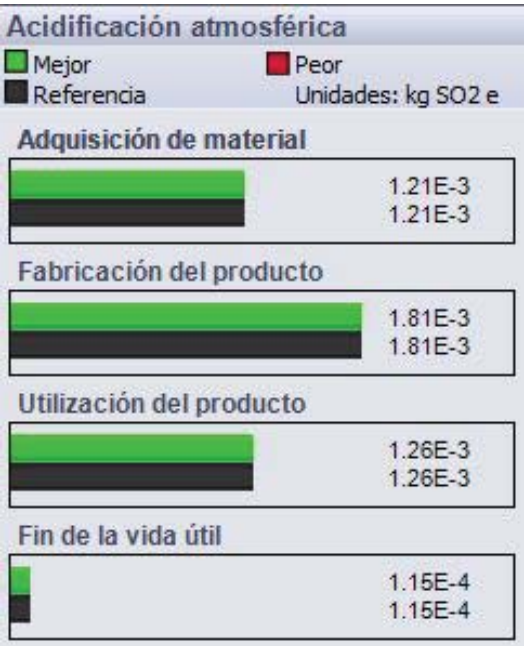 Acidificación atmosférica
Mejor Peor
Referencia Unidades: kg SO2 e
Adquisición de material
1.21E-3
1.21E-3
Fabricación del producto
1.81E-3
1.81E-3
Utilización del producto
1.26E-3
1.26E-3
Fin de la vida útil
1.15E-4
1.15E-4